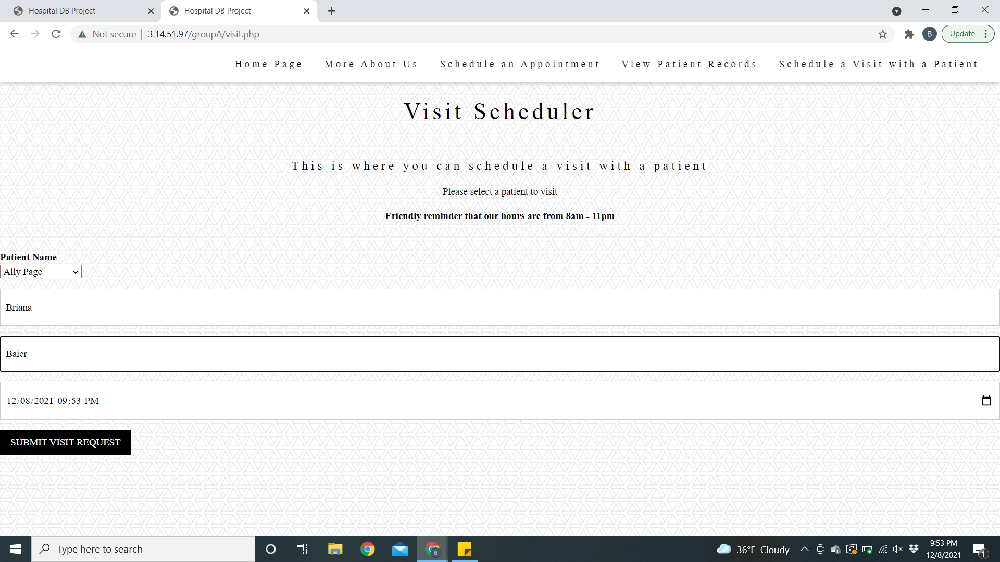 Hospital DB Project
Hospital DB Project
Not secure
3.14.51.97/groupA/visit.php
B
Update
Home Page More About Us Schedule an Appointment View Patient Records Schedule a Visit with a Patient
Visit Scheduler
This is where you can schedule a visit with a patient
Please select a patient to visit
Friendly reminder that our hours are from 8am - 11pm
Patient Name
Ally Page
Briana
Baier
12/08/2021 09:53 PM
SUBMIT VISIT REQUEST
Type here to search
B
36°F Cloudy
9:53 PM
12/8/2021
1